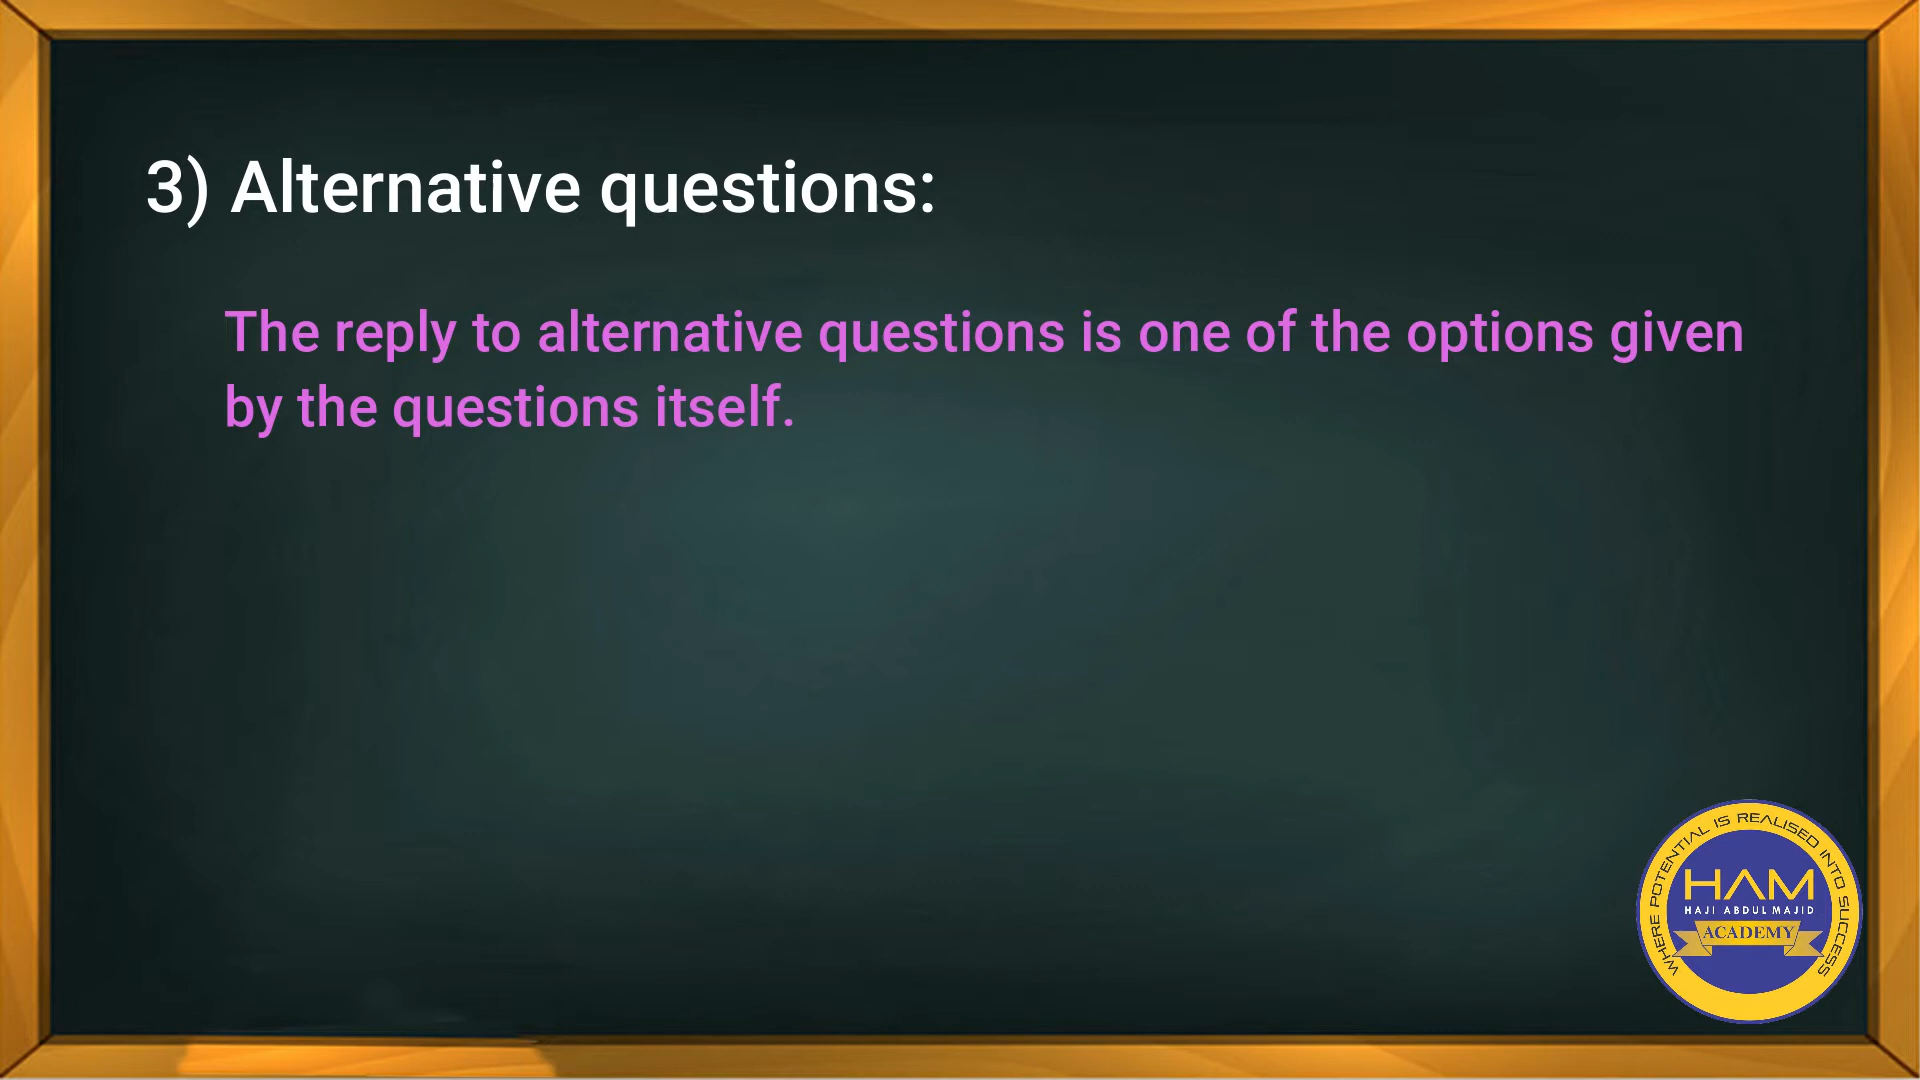 3) Alternative questions:
The reply to alternative questions is one of the options given
by the questions itself.
WHERE POTENTIAL IS REALISED INTO SUCCESS
HAM
HAJI ABDUL MAJID
ACADEMY